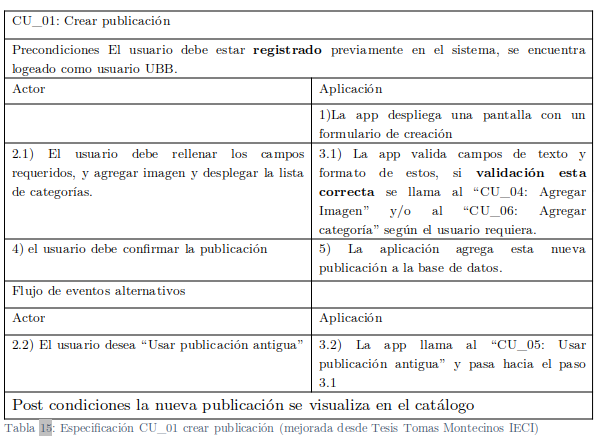 CU_01: Crear publicación
Precondiciones El usuario debe estar registrado previamente en el sistema, se encuentra
logeado como usuario UBB.
Actor
Aplicación
1)La app despliega una pantalla con un
formulario de creación
2.1) El usuario debe rellenar los campos
requeridos, y agregar imagen y desplegar la lista
de categorías.
3.1) La app valida campos de texto y
formato de estos, si validación esta
correcta se llama al “CU_04: Agregar
Imagen” y/o al “CU_06: Agregar
categoría” según el usuario requiera.
4) el usuario debe confirmar la publicación
5) La aplicación agrega esta nueva
publicación a la base de datos.
Flujo de eventos alternativos
Actor
Aplicación
2.2) El usuario desea “Usar publicación antigua”
3.2) La app llama al “CU_05: Usar
publicación antigua” y pasa hacia el paso
3.1
Post condiciones la nueva publicación se visualiza en el catálogo
Tabla 15: Especificación CU_01 crear publicación (mejorada desde Tesis Tomas Montecinos IECI)